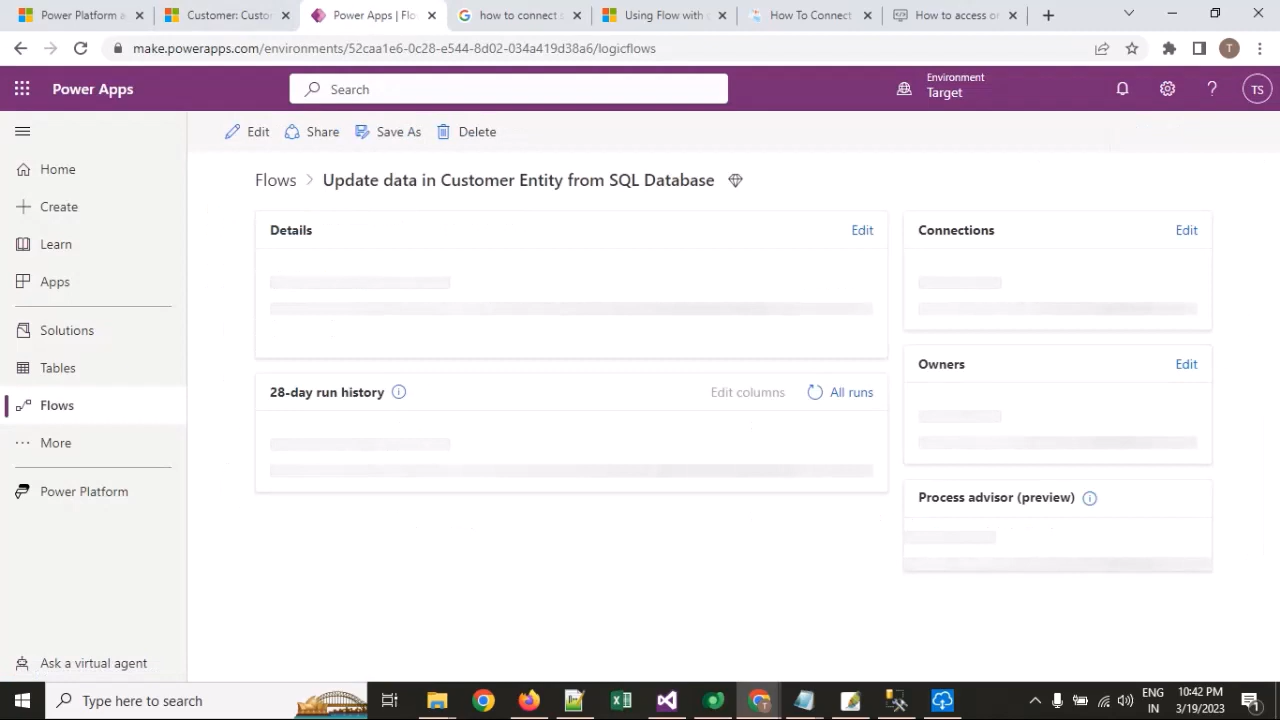 Power Platform a
Customer: Custo
Power Apps | Flo
how to connect s
Using Flow with
How To Connect
How to access or
make.powerapps.com/environments/52caa1e6-0c28-e544-8d02-034a419d38a6/logicflows
T
Power Apps
Search
Environment
Target
TS
Edit
Share
Save As
Delete
Home
Create
Learn
Apps
Solutions
Tables
Flows
More
Power Platform
Ask a virtual agent
Flows
Update data in Customer Entity from SQL Database
Details
Edit
28-day run history
Edit columns
All runs
Connections
Edit
Owners
Edit
Process advisor (preview)
Type here to search
ENG
IN
10:42 PM
3/19/2023
1